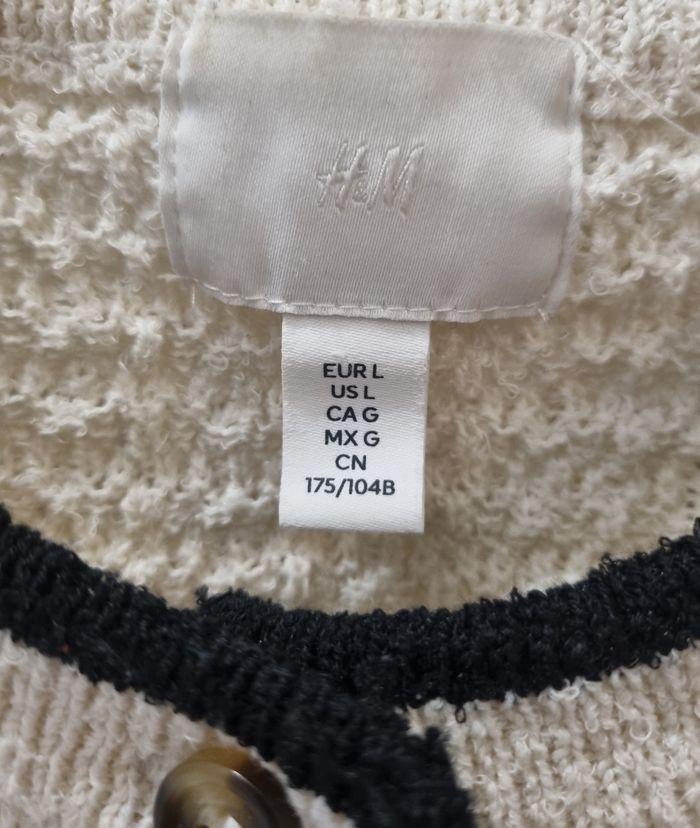 H&M
EUR L
US L
CA G
MX G
CN
175/104B